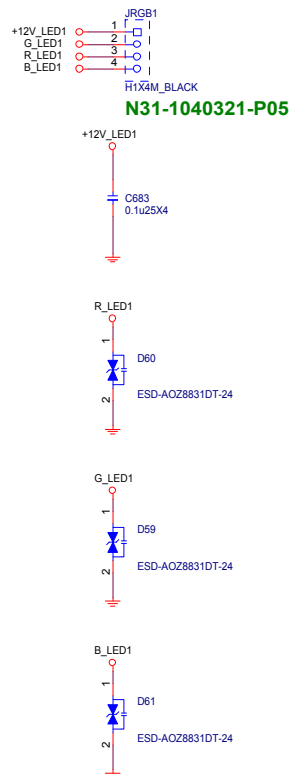 JRGB1
+12V_LED1 1
G_LED1 2
R_LED1 3
B_LED1 4
H1X4M_BLACK
N31-1040321-P05
+12V_LED1
C683
0.1u25X4
R_LED1
1
D60
ESD-AOZ8831DT-24
2
G_LED1
1
D59
ESD-AOZ8831DT-24
2
B_LED1
1
D61
ESD-AOZ8831DT-24
2